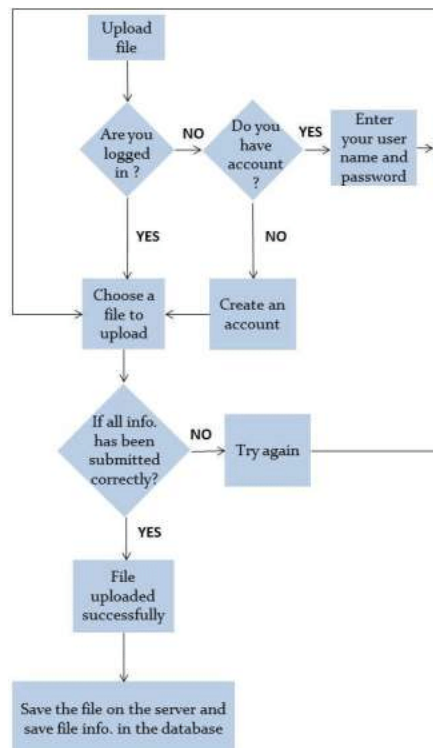 Upload
file
Are you
logged
in ?
NO
Do you
have
account
?
YES
Enter
your user
name and
password
YES
NO
Choose a
file to
upload
Create an
account
If all info.
has been
submitted
correctly?
NO
Try again
YES
File
uploaded
successfully
Save the file on the server and
save file info. in the database